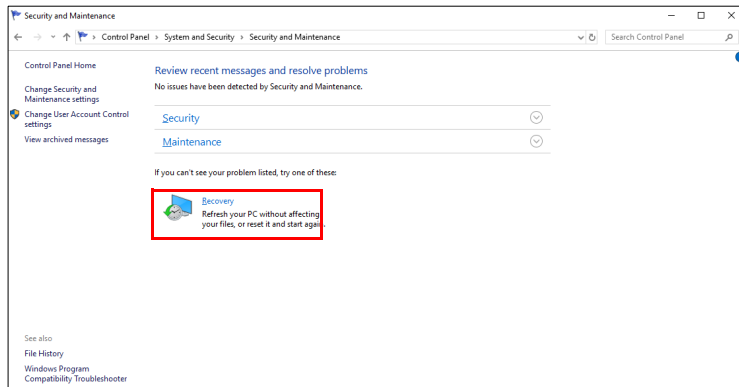 Security and Maintenance
Control Panel > System and Security > Security and Maintenance
Search Control Panel
Control Panel Home
Change Security and
Maintenance settings
Change User Account Control
settings
View archived messages
Review recent messages and resolve problems
No issues have been detected by Security and Maintenance.
Security
Maintenance
If you can't see your problem listed, try one of these:
Recovery
Refresh your PC without affecting
your files, or reset it and start again.
See also
File History
Windows Program
Compatibility Troubleshooter